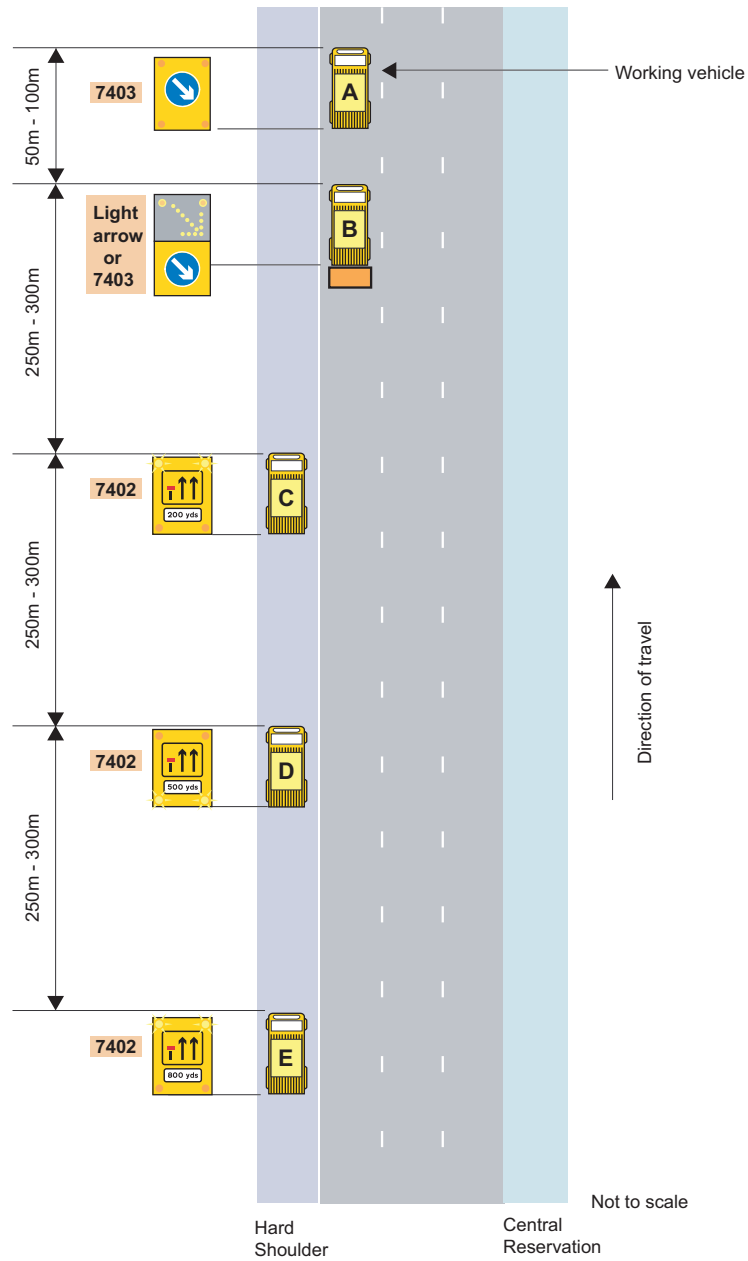 50m - 100m
7403
A
Working vehicle
250m - 300m
Light
arrow
or
7403
B
250m - 300m
7402
200 yds
C
Direction of travel
250m - 300m
7402
500 yds
D
7402
800 yds
E
Not to scale
Hard
Shoulder
Central
Reservation